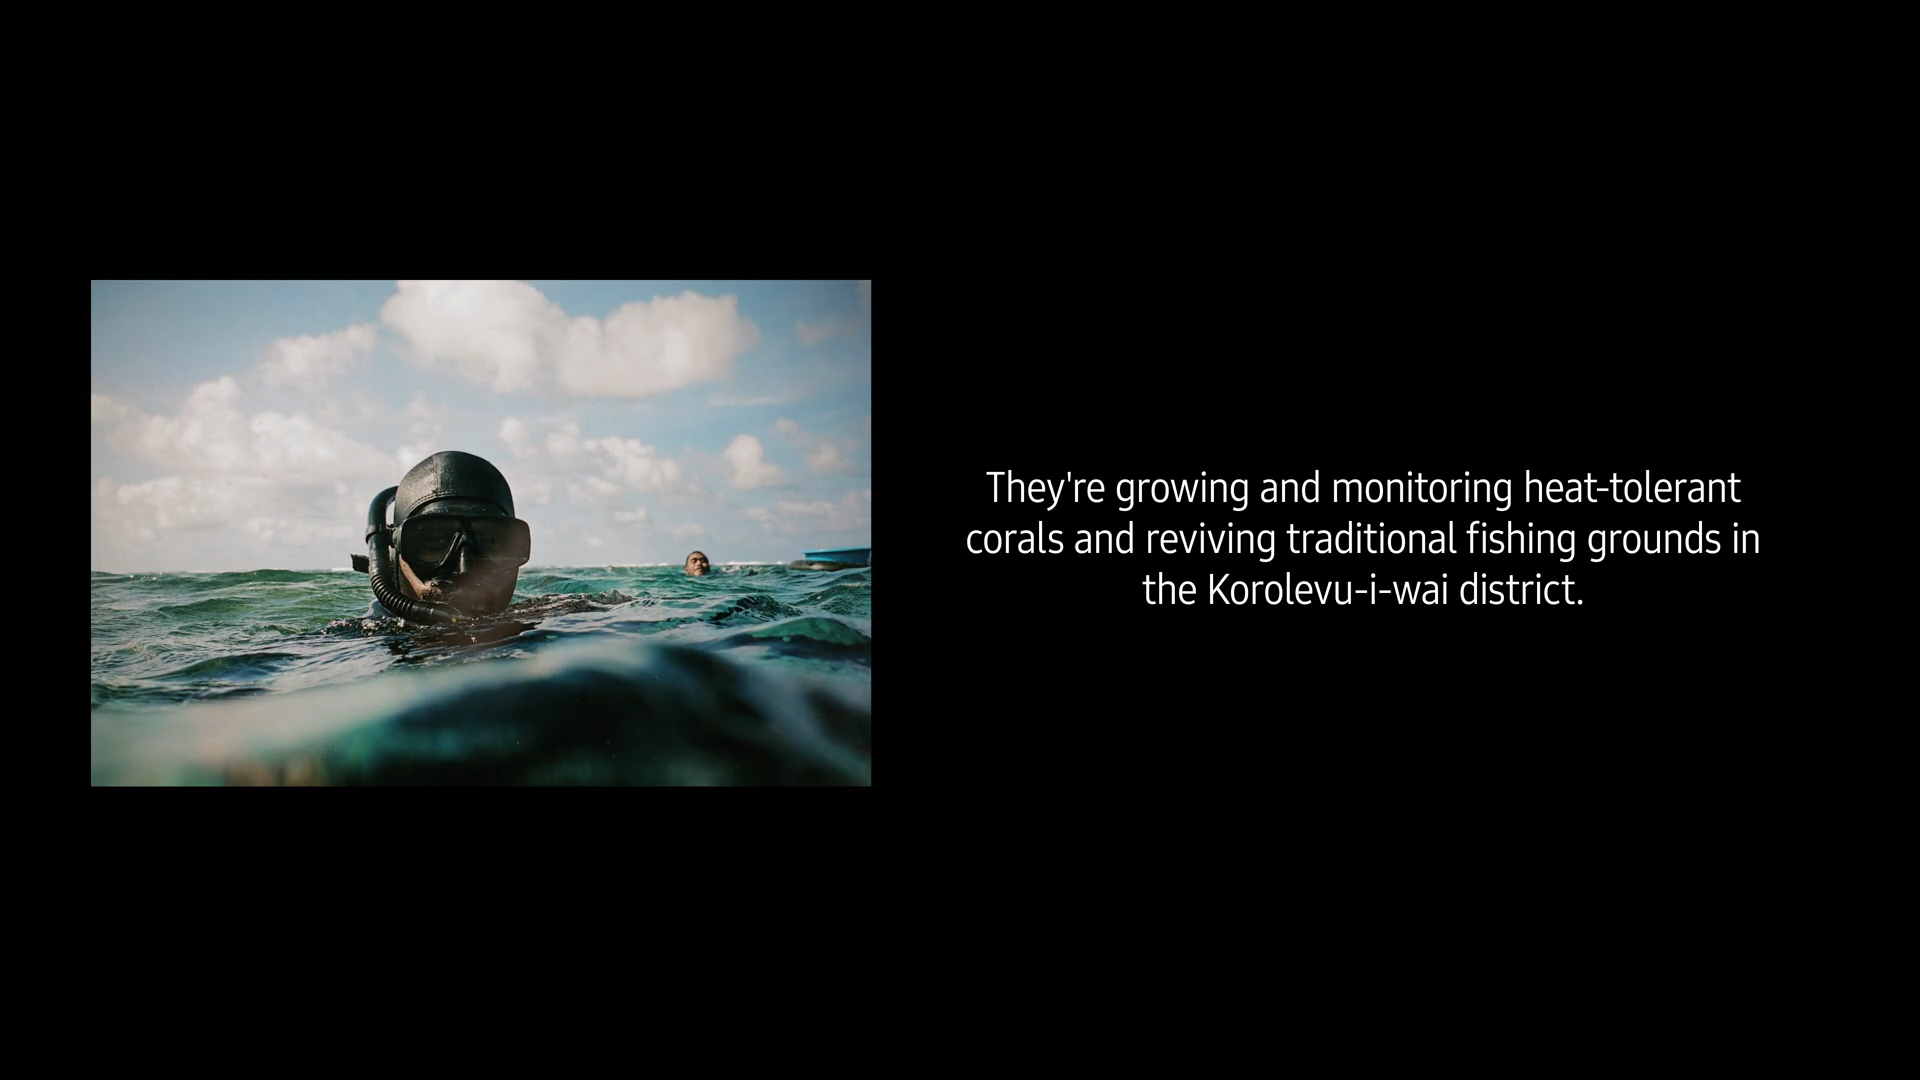 They're growing and monitoring heat-tolerant
corals and reviving traditional fishing grounds in
the Korolevu-i-wai district.